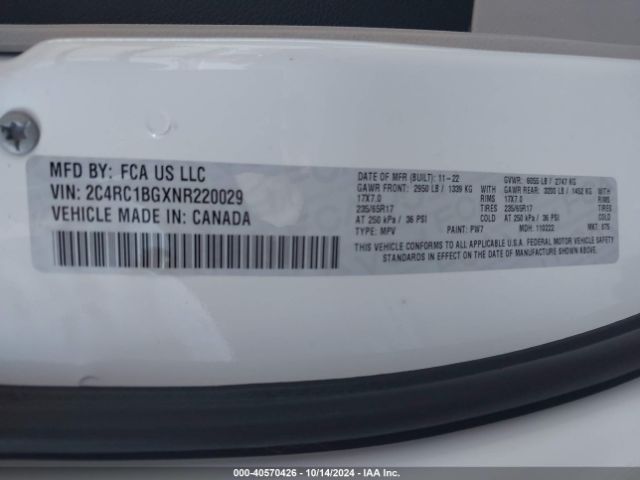 MFD BY: FCA US LLC
VIN: 2C4RC1BGXNR220029
VEHICLE MADE IN: CANADA
DATE OF MFR (BUILT): 11-22 GVWR: 6055 LB / 2747 KG
GAWR FRONT: 2950 LB / 1339 KG WITH GAWR REAR: 3200 LB / 1452 KG WITH
17X7.0 RIMS 17X7.0 RIMS
235/65R17 TIRES 235/65R17 TIRES
AT 250 kPa / 36 PSI COLD AT 250 kPa / 36 PSI COLD
TYPE: MPV PAINT: PW7 MDH: 110222 MKT: 875
THIS VEHICLE CONFORMS TO ALL APPLICABLE U.S.A. FEDERAL MOTOR VEHICLE SAFETY
STANDARDS IN EFFECT ON THE DATE OF MANUFACTURE SHOWN ABOVE.
000-40570426 - 10/14/2024 - IAA Inc.